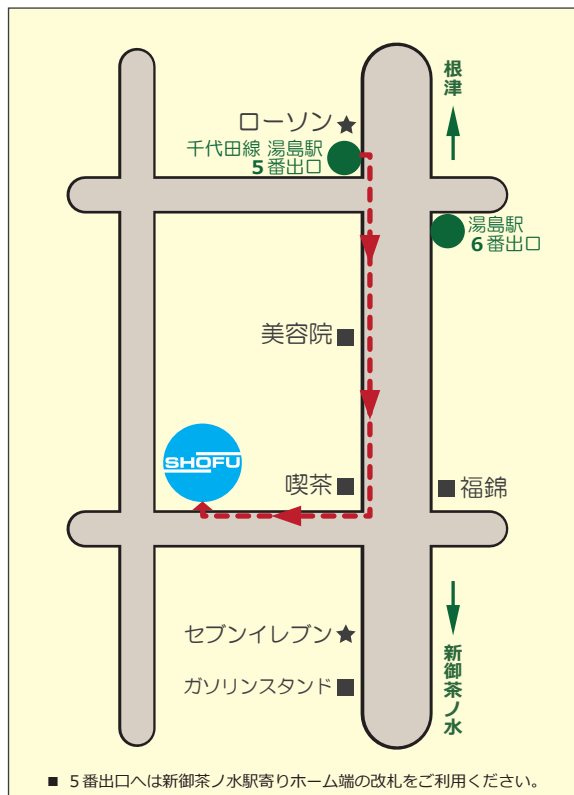 根津
ローソン
千代田線 湯島駅
5番出口
湯島駅
6番出口
美容院
SHOFU
喫茶
福錦
セブンイレブン
ガソリンスタンド
新御茶ノ水
■ 5番出口へは新御茶ノ水駅寄りホーム端の改札をご利用ください。